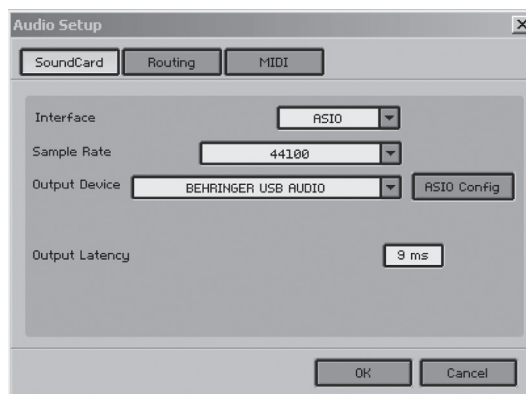 Audio Setup
SoundCard Routing MIDI
Interface ASIO
Sample Rate 44100
Output Device BEHRINGER USB AUDIO ASIO Config
Output Latency 9 ms
OK Cancel